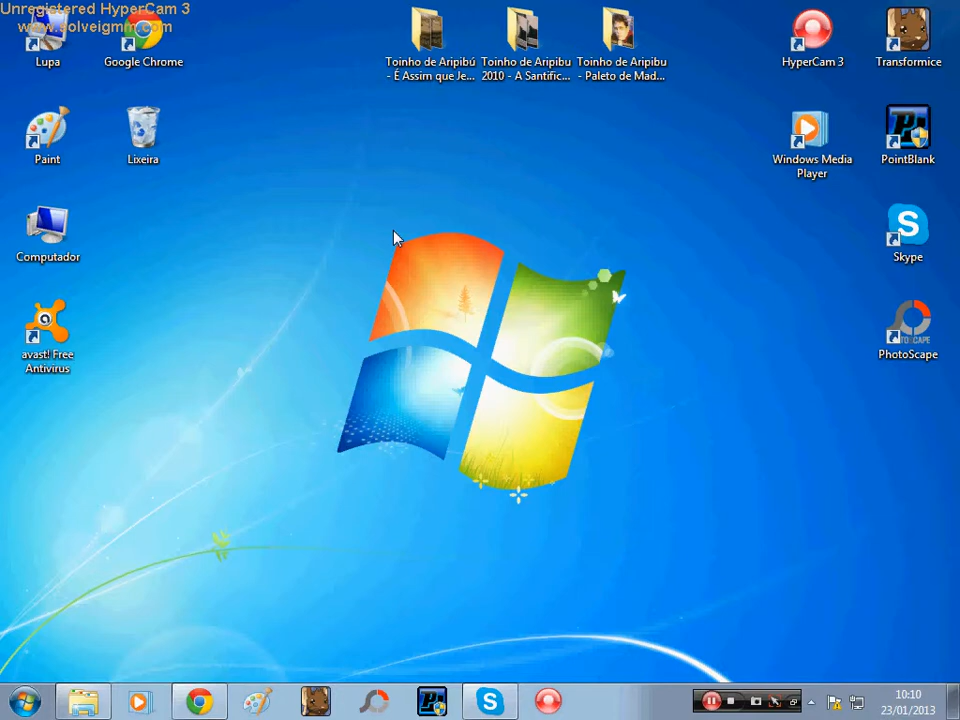 Unregistered HyperCam 3
www.solveigmm.com
Lupa
Google Chrome
Toinho de Aripibú
- É Assim que Je...
Toinho de Aripibu
2010 - A Santific...
Toinho de Aripibu
- Paleto de Mad...
HyperCam 3
Transformice
Paint
Lixeira
Windows Media
Player
PointBlank
Computador
Skype
avast! Free
Antivirus
PhotoScape
10:10
23/01/2013